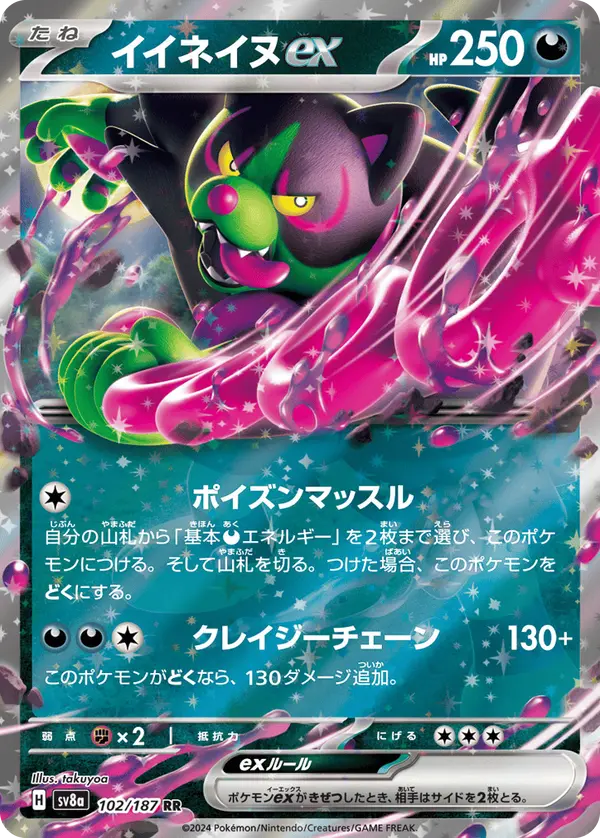 たね
イイネイヌex
HP250
ポイズンマッスル
自分の山札から「基本エネルギー」を2枚まで選び、このポケ
モンにつける。そして山札を切る。つけた場合、このポケモンを
どくにする。
クレイジーチェーン 130+
このポケモンがどくなら、130ダメージ追加。
弱点 ×2 抵抗力 にげる
Illus. takuyoa
exルール
ポケモンexがきぜつしたとき、相手はサイドを2枚とる。
H sv8a 102/187 RR
©2024 Pokémon/Nintendo/Creatures/GAME FREAK.